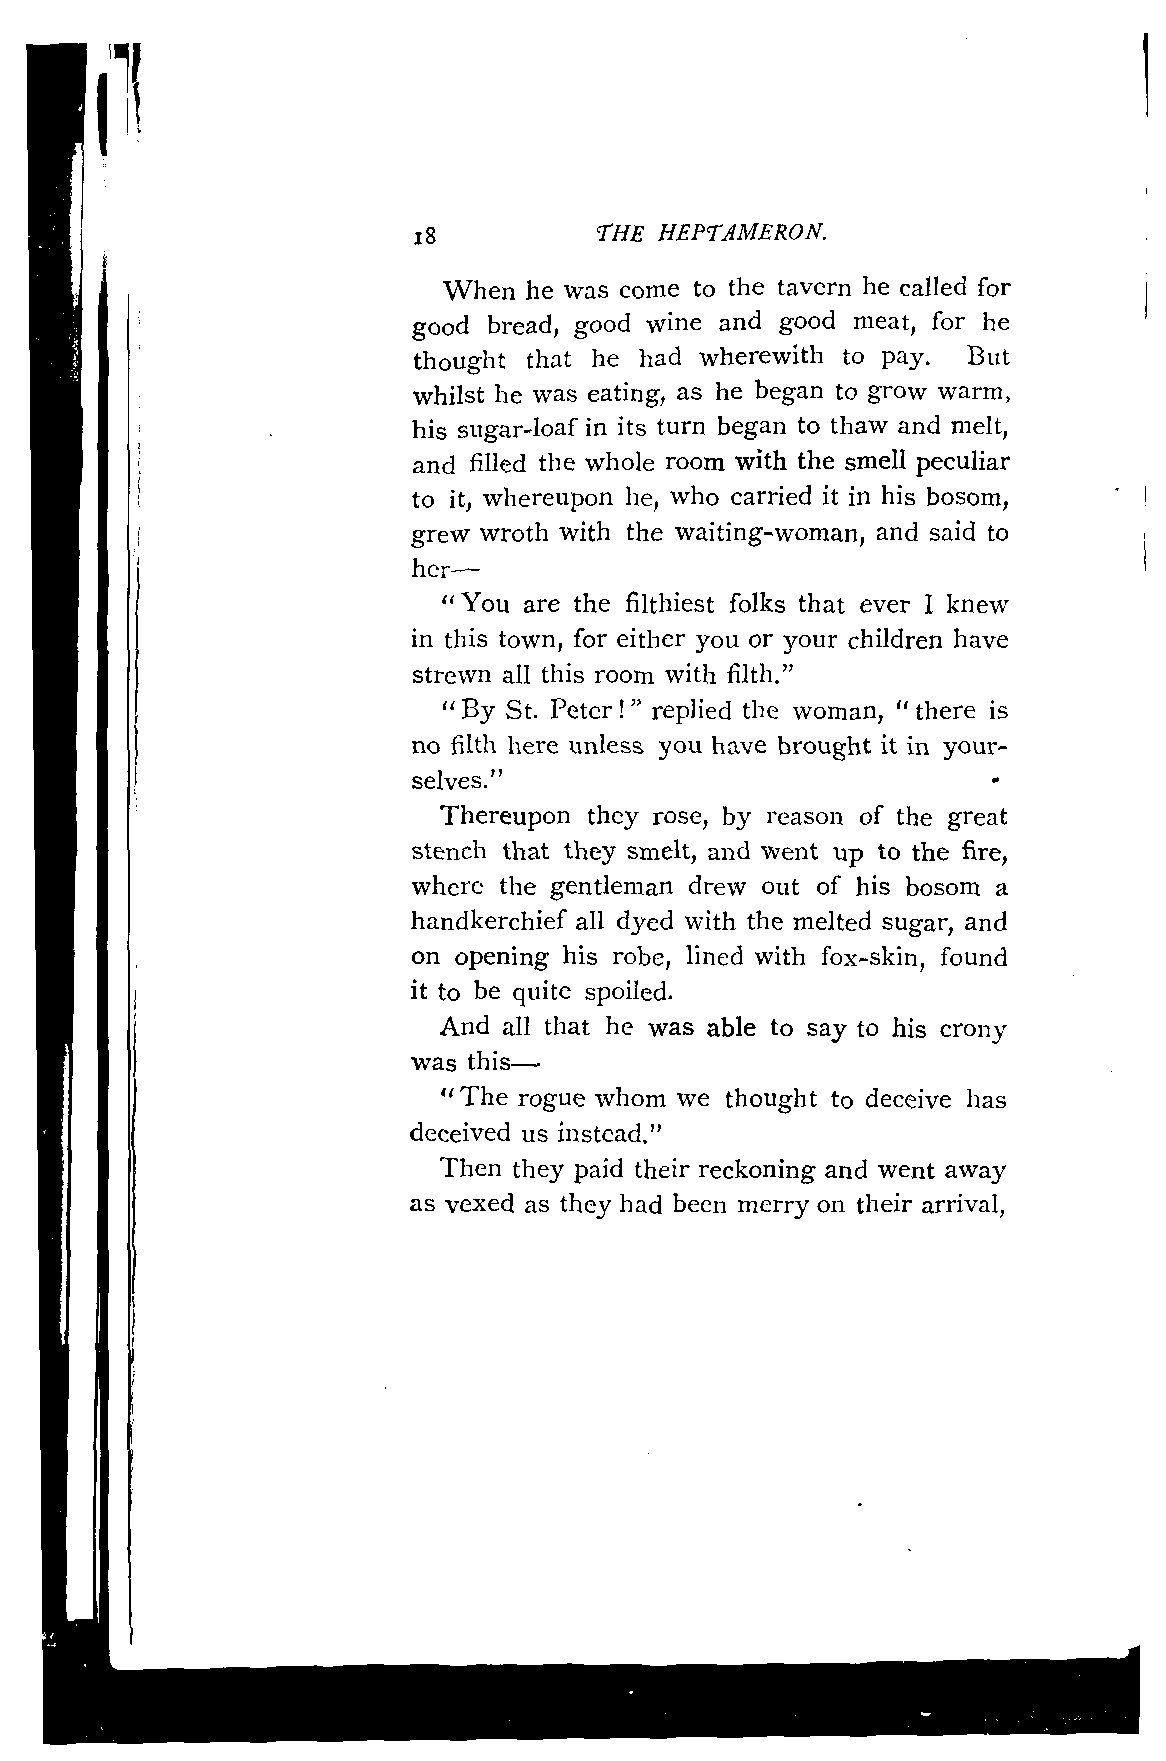 18 THE HEPTAMERON.
When he was come to the tavern he called for
good bread, good wine and good meat, for he
thought that he had wherewith to pay. But
whilst he was eating, as he began to grow warm,
his sugar-loaf in its turn began to thaw and melt,
and filled the whole room with the smell peculiar
to it, whereupon he, who carried it in his bosom,
grew wroth with the waiting-woman, and said to
her—
"You are the filthiest folks that ever I knew
in this town, for either you or your children have
strewn all this room with filth."
"By St. Peter!" replied the woman, "there is
no filth here unless you have brought it in your-
selves."
Thereupon they rose, by reason of the great
stench that they smelt, and went up to the fire,
where the gentleman drew out of his bosom a
handkerchief all dyed with the melted sugar, and
on opening his robe, lined with fox-skin, found
it to be quite spoiled.
And all that he was able to say to his crony
was this—
"The rogue whom we thought to deceive has
deceived us instead."
Then they paid their reckoning and went away
as vexed as they had been merry on their arrival,